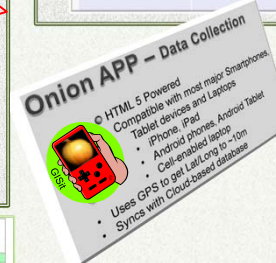 Onion APP – Data Collection
HTML 5 Powered
Compatible with most major Smartphones,
Tablet devices and Laptops
• iPhone, iPad
• Android phones, Android Tablet
• Cell-enabled laptop
• Uses GPS to get Lat/Long to ~10m
• Syncs with Cloud-based database
GISit